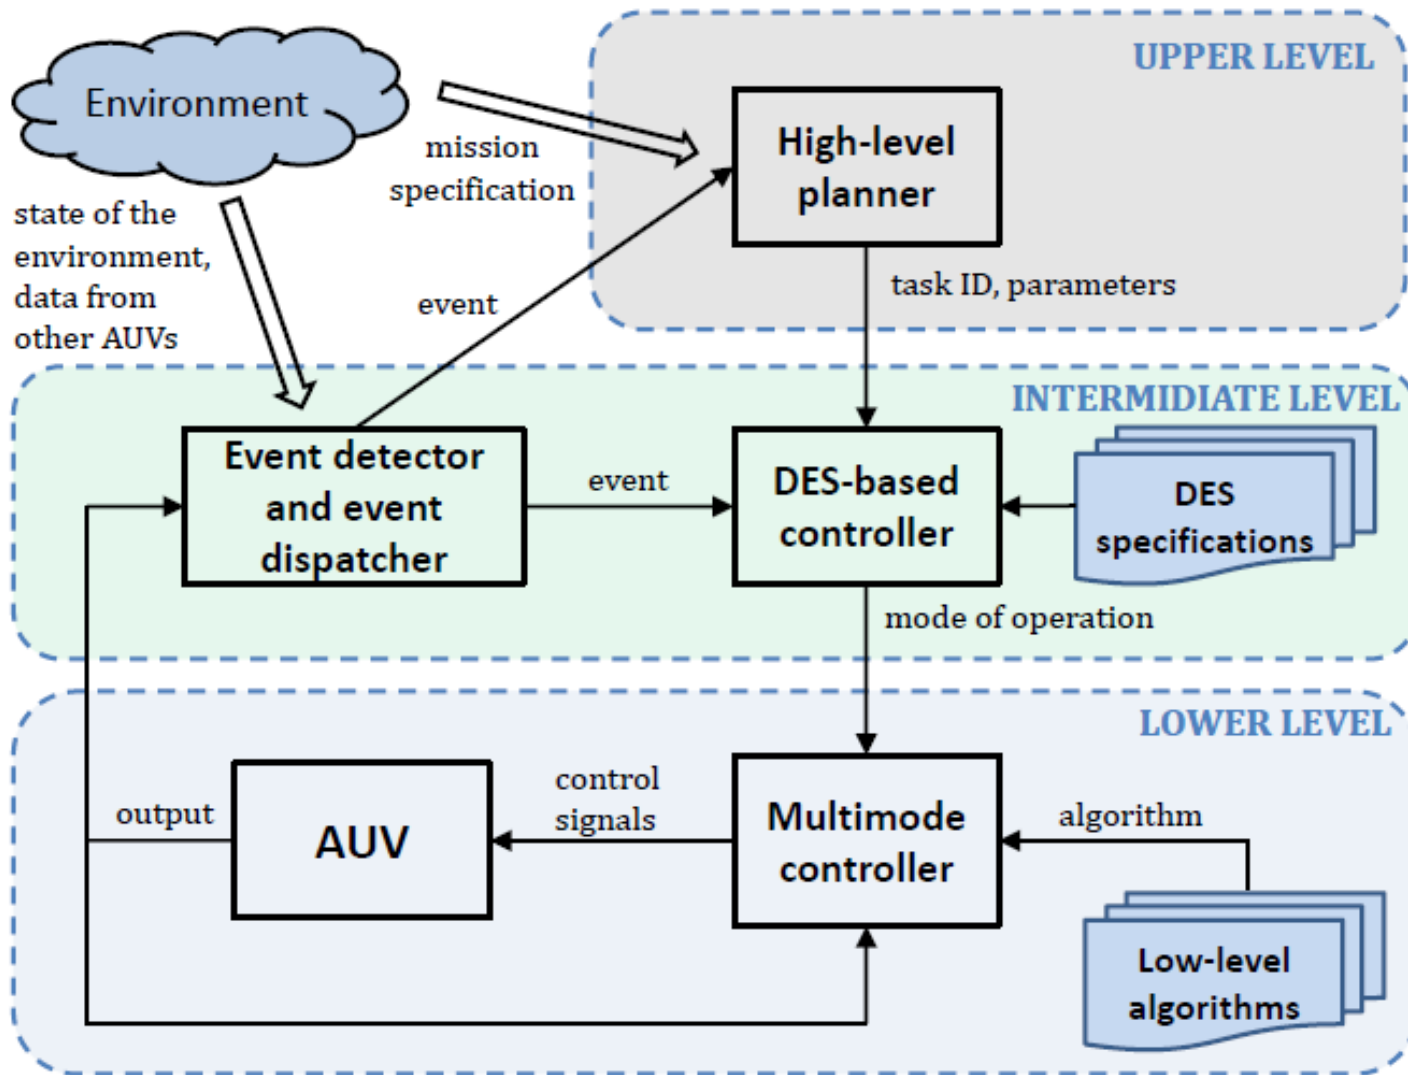 UPPER LEVEL
Environment
mission
specification
High-level
planner
state of the
environment,
data from
other AUVs
event
task ID, parameters
INTERMIDIATE LEVEL
Event detector
and event
dispatcher
event
DES-based
controller
DES
specifications
mode of operation
LOWER LEVEL
output
AUV
control
signals
Multimode
controller
algorithm
Low-level
algorithms